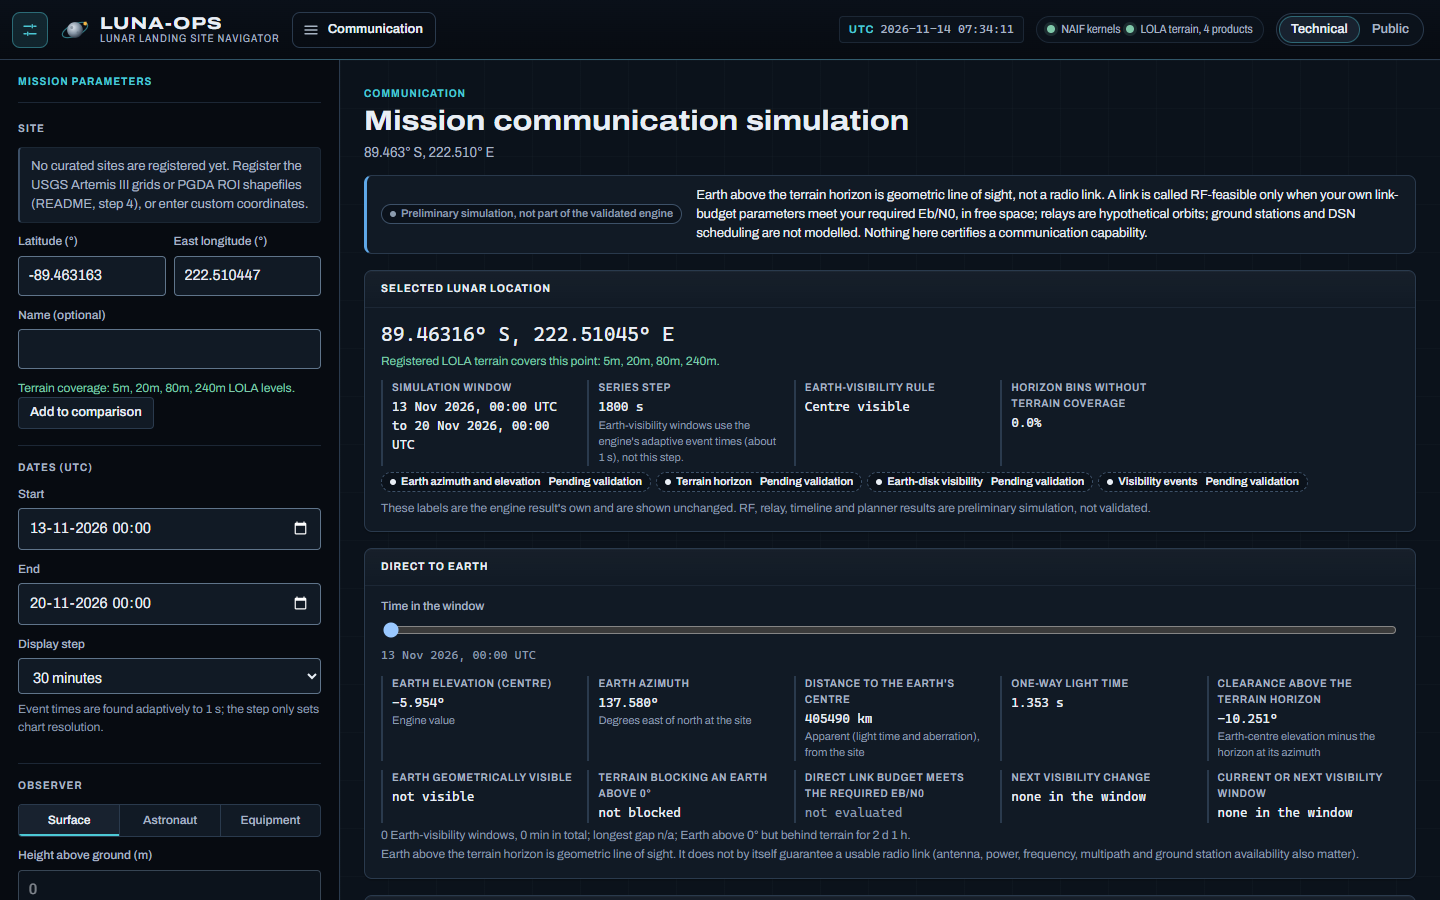 LUNA-OPS
LUNAR LANDING SITE NAVIGATOR
Communication
UTC 2026-11-14 07:34:11
NAIF kernels
LOLA terrain, 4 products
Technical
Public
MISSION PARAMETERS
SITE
No curated sites are registered yet. Register the
USGS Artemis III grids or PGDA ROI shapefiles
(README, step 4), or enter custom coordinates.
Latitude (°)
East longitude (°)
-89.463163
222.510447
Name (optional)
Terrain coverage: 5m, 20m, 80m, 240m LOLA levels.
Add to comparison
DATES (UTC)
Start
13-11-2026 00:00
End
20-11-2026 00:00
Display step
30 minutes
Event times are found adaptively to 1 s; the step only sets
chart resolution.
OBSERVER
Surface
Astronaut
Equipment
Height above ground (m)
0
COMMUNICATION
Mission communication simulation
89.463° S, 222.510° E
Preliminary simulation, not part of the validated engine
Earth above the terrain horizon is geometric line of sight, not a radio link. A link is called RF-feasible only when your own link-
budget parameters meet your required Eb/N0, in free space; relays are hypothetical orbits; ground stations and DSN
scheduling are not modelled. Nothing here certifies a communication capability.
SELECTED LUNAR LOCATION
89.46316° S, 222.51045° E
Registered LOLA terrain covers this point: 5m, 20m, 80m, 240m.
SIMULATION WINDOW
13 Nov 2026, 00:00 UTC
to 20 Nov 2026, 00:00
UTC
SERIES STEP
1800 s
Earth-visibility windows use the
engine's adaptive event times (about
1 s), not this step.
EARTH-VISIBILITY RULE
Centre visible
HORIZON BINS WITHOUT
TERRAIN COVERAGE
0.0%
Earth azimuth and elevation Pending validation
Terrain horizon Pending validation
Earth-disk visibility Pending validation
Visibility events Pending validation
These labels are the engine result's own and are shown unchanged. RF, relay, timeline and planner results are preliminary simulation, not validated.
DIRECT TO EARTH
Time in the window
13 Nov 2026, 00:00 UTC
EARTH ELEVATION (CENTRE)
−5.954°
Engine value
EARTH AZIMUTH
137.580°
Degrees east of north at the site
DISTANCE TO THE EARTH'S
CENTRE
405490 km
Apparent (light time and aberration),
from the site
ONE-WAY LIGHT TIME
1.353 s
CLEARANCE ABOVE THE
TERRAIN HORIZON
−10.251°
Earth-centre elevation minus the
horizon at its azimuth
EARTH GEOMETRICALLY VISIBLE
not visible
TERRAIN BLOCKING AN EARTH
ABOVE 0°
not blocked
DIRECT LINK BUDGET MEETS
THE REQUIRED EB/N0
not evaluated
NEXT VISIBILITY CHANGE
none in the window
CURRENT OR NEXT VISIBILITY
WINDOW
none in the window
0 Earth-visibility windows, 0 min in total; longest gap n/a; Earth above 0° but behind terrain for 2 d 1 h.
Earth above the terrain horizon is geometric line of sight. It does not by itself guarantee a usable radio link (antenna, power, frequency, multipath and ground station availability also matter).